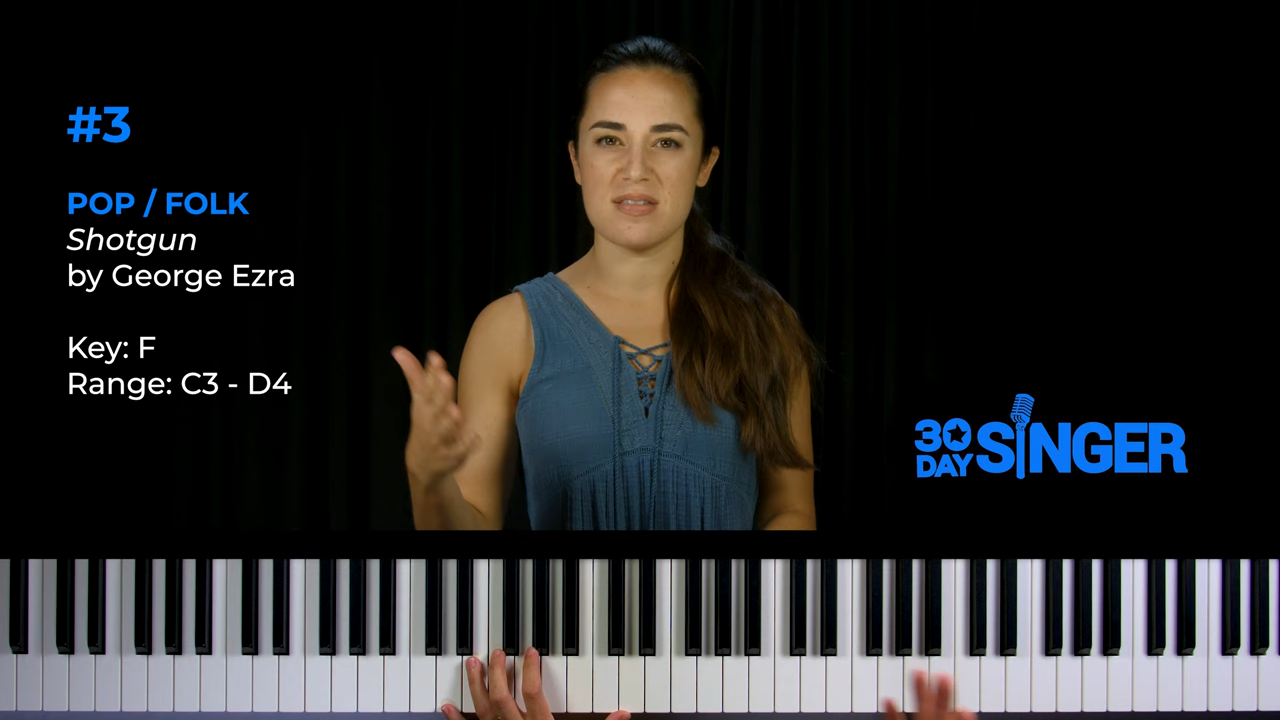 #3
POP / FOLK
Shotgun
by George Ezra
Key: F
Range: C3 - D4
30 DAY SINGER